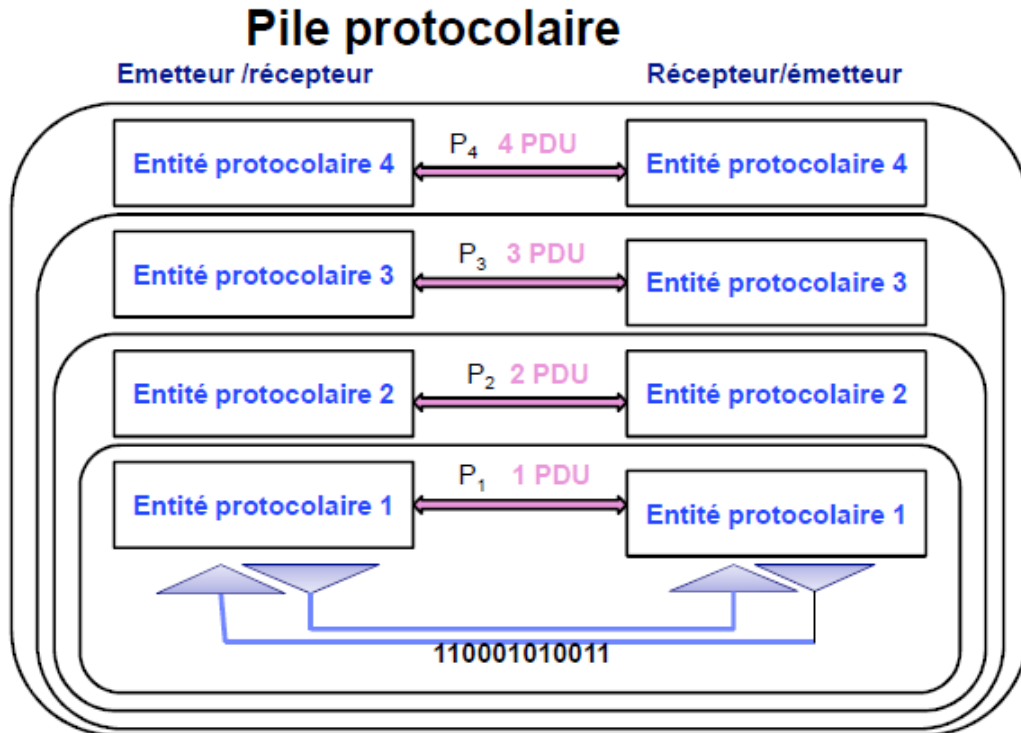 Pile protocolaire
Emetteur /récepteur
Récepteur/émetteur
Entité protocolaire 4
P4 4 PDU
Entité protocolaire 4
Entité protocolaire 3
P3 3 PDU
Entité protocolaire 3
Entité protocolaire 2
P2 2 PDU
Entité protocolaire 2
Entité protocolaire 1
P1 1 PDU
Entité protocolaire 1
110001010011